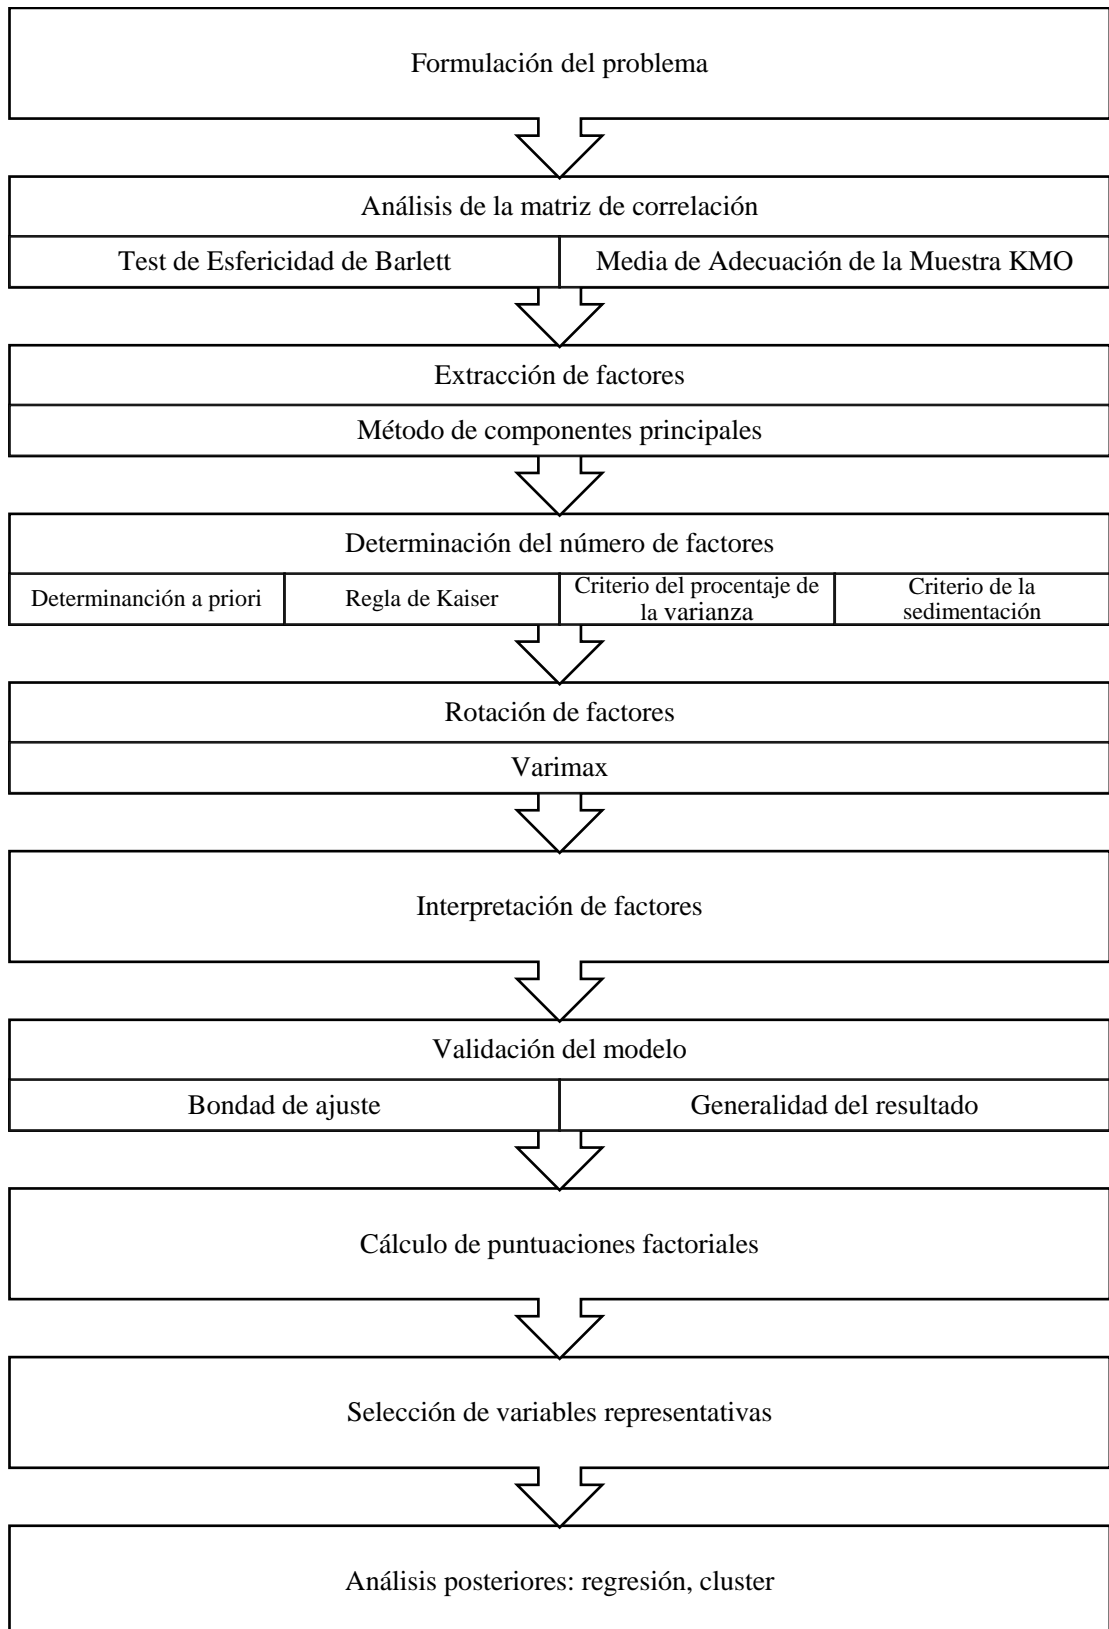 Formulación del problema
Análisis de la matriz de correlación
Test de Esfericidad de Barlett
Media de Adecuación de la Muestra KMO
Extracción de factores
Método de componentes principales
Determinación del número de factores
Determinanción a priori
Regla de Kaiser
Criterio del procentaje de
la varianza
Criterio de la
sedimentación
Rotación de factores
Varimax
Interpretación de factores
Validación del modelo
Bondad de ajuste
Generalidad del resultado
Cálculo de puntuaciones factoriales
Selección de variables representativas
Análisis posteriores: regresión, cluster